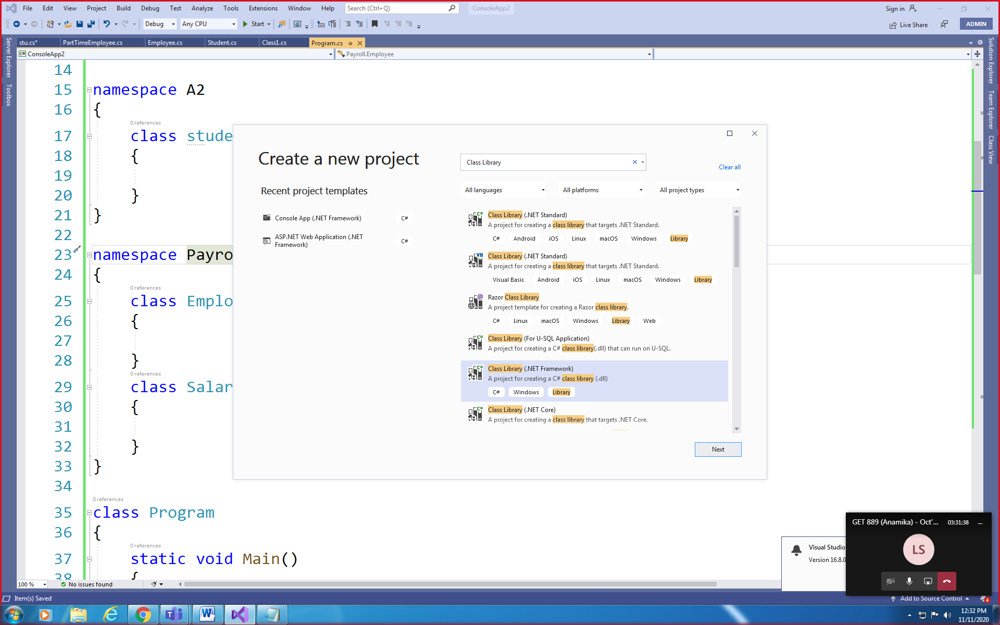 File Edit View Project Build Debug Test Analyze Tools Extensions Window Help Search (Ctrl+Q) ConsoleApp2 Sign in
Debug Any CPU Start Live Share ADMIN
stu.cs* PartTimeEmployee.cs Employee.cs Student.cs Class1.cs Program.cs
ConsoleApp2 Payroll.Employee
Server Explorer
Toolbox
Solution Explorer
Team Explorer
Class View
14
15 namespace A2
16 {
0 references
17 class stude
18 {
19
20 }
21 }
22
23 namespace Payro
24 {
0 references
25 class Emplo
26 {
27
28 }
0 references
29 class Salar
30 {
31
32 }
33 }
34
0 references
35 class Program
36 {
0 references
37 static void Main()
38 {
Create a new project
Recent project templates
Console App (.NET Framework) C#
ASP.NET Web Application (.NET
Framework) C#
Class Library
Clear all
All languages All platforms All project types
C# Class Library (.NET Standard)
A project for creating a class library that targets .NET Standard.
C# Android iOS Linux macOS Windows Library
VB Class Library (.NET Standard)
A project for creating a class library that targets .NET Standard.
Visual Basic Android iOS Linux macOS Windows Library
@ Razor Class Library
A project template for creating a Razor class library.
C# Linux macOS Windows Library Web
C# Class Library (For U-SQL Application)
A project for creating a C# class library(.dll) that can run on U-SQL.
C# Class Library (.NET Framework)
A project for creating a C# class library (.dll)
C# Windows Library
C# Class Library (.NET Core)
A project for creating a class library that targets .NET Core.
Next
GET 889 (Anamika) - Oct'... 03:31:38
LS
Visual Studio
Version 16.8.0
100 % No issues found
Item(s) Saved Add to Source Control 4
12:32 PM
11/11/2020